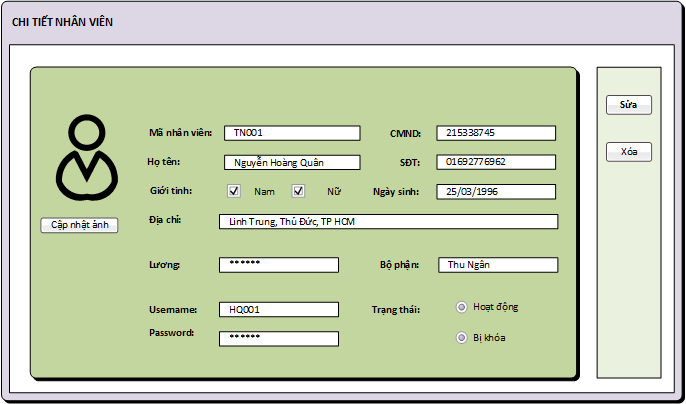 CHI TIẾT NHÂN VIÊN
Sửa
Mã nhân viên: TN001 CMND: 215338745
Xóa
Họ tên: Nguyễn Hoàng Quân SĐT: 01692776962
Giới tính: Nam Nữ Ngày sinh: 25/03/1996
Cập nhật ảnh
Địa chỉ: Linh Trung, Thủ Đức, TP HCM
Lương: ****** Bộ phận: Thu Ngân
Username: HQ001 Trạng thái: Hoạt động
Password: ****** Bị khóa